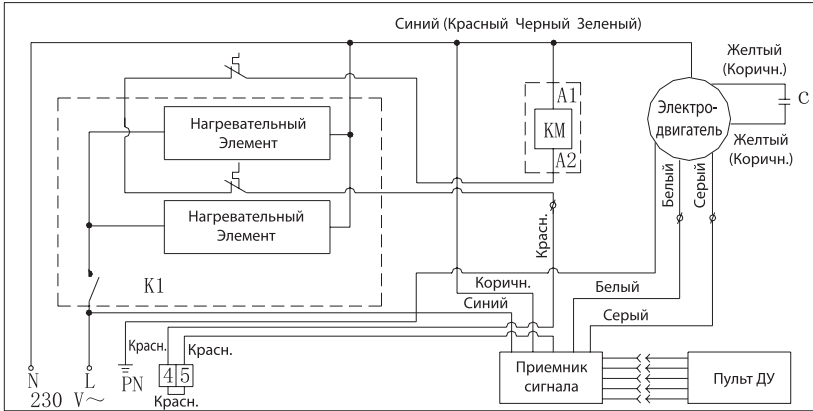 Синий (Красный Черный Зеленый)
Желтый
(Коричн.)
A1
Электро-
двигатель
C
Нагревательный
Элемент
KM
A2
Желтый
(Коричн.)
Белый
Серый
Нагревательный
Элемент
Красн.
K1
Коричн.
Белый
Синий
Серый
Красн.
Красн.
N
L
PN
4 5
230 V~
Красн.
Приемник
сигнала
Пульт ДУ